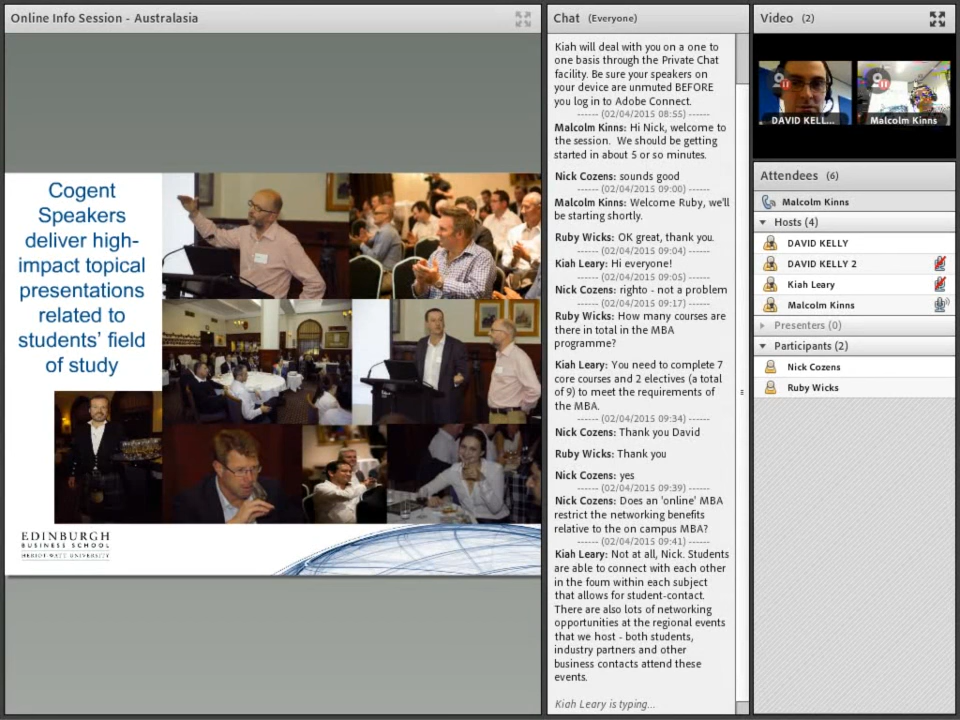 Online Info Session - Australasia
Cogent
Speakers
deliver high-
impact topical
presentations
related to
students' field
of study
EDINBURGH
BUSINESS SCHOOL
HERIOT-WATT UNIVERSITY
Chat (Everyone)
Kiah will deal with you on a one to
one basis through the Private Chat
facility. Be sure your speakers on
your device are unmuted BEFORE
you log in to Adobe Connect.
------ (02/04/2015 08:55) ------
Malcolm Kinns: Hi Nick, welcome to
the session. We should be getting
started in about 5 or so minutes.
Nick Cozens: sounds good
------ (02/04/2015 09:00) ------
Malcolm Kinns: Welcome Ruby, we'll
be starting shortly.
Ruby Wicks: OK great, thank you.
------ (02/04/2015 09:04) ------
Kiah Leary: Hi everyone!
------ (02/04/2015 09:05) ------
Nick Cozens: righto - not a problem
------ (02/04/2015 09:17) ------
Ruby Wicks: How many courses are
there in total in the MBA
programme?
Kiah Leary: You need to complete 7
core courses and 2 electives (a total
of 9) to meet the requirements of
the MBA.
------ (02/04/2015 09:34) ------
Nick Cozens: Thank you David
Ruby Wicks: Thank you
Nick Cozens: yes
------ (02/04/2015 09:39) ------
Nick Cozens: Does an 'online' MBA
restrict the networking benefits
relative to the on campus MBA?
------ (02/04/2015 09:41) ------
Kiah Leary: Not at all, Nick. Students
are able to connect with each other
in the foum within each subject
that allows for student-contact.
There are also lots of networking
opportunities at the regional events
that we host - both students,
industry partners and other
business contacts attend these
events.
Kiah Leary is typing...
Video (2)
DAVID KELL...
Malcolm Kinns
Attendees (6)
Malcolm Kinns
Hosts (4)
DAVID KELLY
DAVID KELLY 2
Kiah Leary
Malcolm Kinns
Presenters (0)
Participants (2)
Nick Cozens
Ruby Wicks